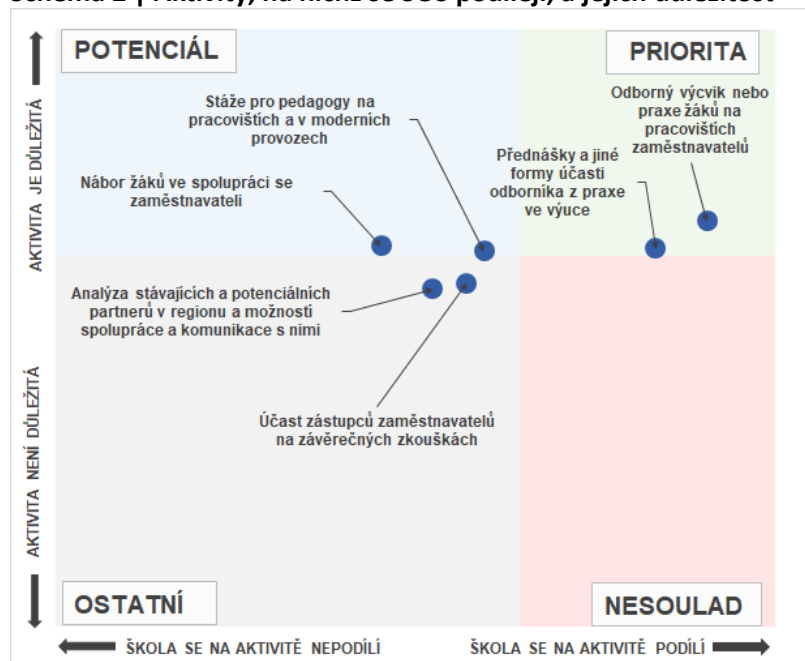 POTENCIÁL
PRIORITA
Stáže pro pedagogy na
pracovištích a v moderních
provozech
Odborný výcvik nebo
praxe žáků na
pracovištích
zaměstnavatelů
Přednášky a jiné
formy účasti
odborníka z praxe
ve výuce
Nábor žáků ve spolupráci se
zaměstnavateli
Analýza stávajících a potenciálních
partnerů v regionu a možností
spolupráce a komunikace s nimi
Účast zástupců zaměstnavatelů
na závěrečných zkouškách
AKTIVITA JE DŮLEŽITÁ
AKTIVITA NENÍ DŮLEŽITÁ
OSTATNÍ
NESOULAD
ŠKOLA SE NA AKTIVITĚ NEPODÍLÍ
ŠKOLA SE NA AKTIVITĚ PODÍLÍ